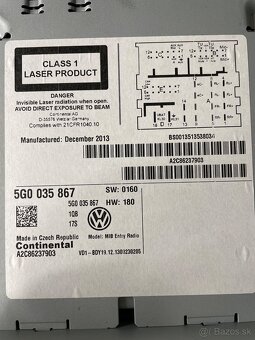 CLASS 1
LASER PRODUCT
DANGER
Invisible Laser radiation when open.
AVOID DIRECT EXPOSURE TO BEAM
Continental AG
Complies with 21CFR1040.10
Manufactured: December 2013
A2C86237903
5G0 035 867
SW: 0160
5G0 035 867
HW: 180
1QB
17S
Made in Czech Republic
Model: MIB Entry Radio
Continental
A2C86237903
bazos.sk